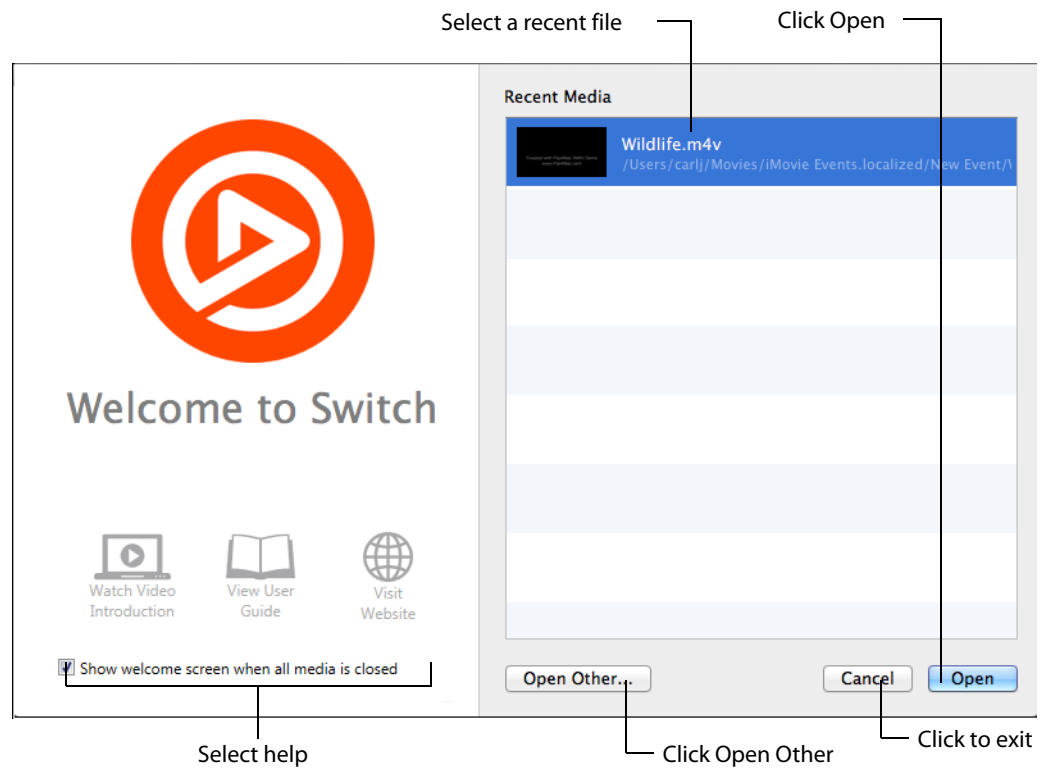 Select a recent file
Click Open
Recent Media
Wildlife.m4v
/Users/carlj/Movies/iMovie Events.localized/New Event/
Welcome to Switch
Watch Video
Introduction
View User
Guide
Visit
Website
Show welcome screen when all media is closed
Open Other...
Cancel
Open
Select help
Click Open Other
Click to exit